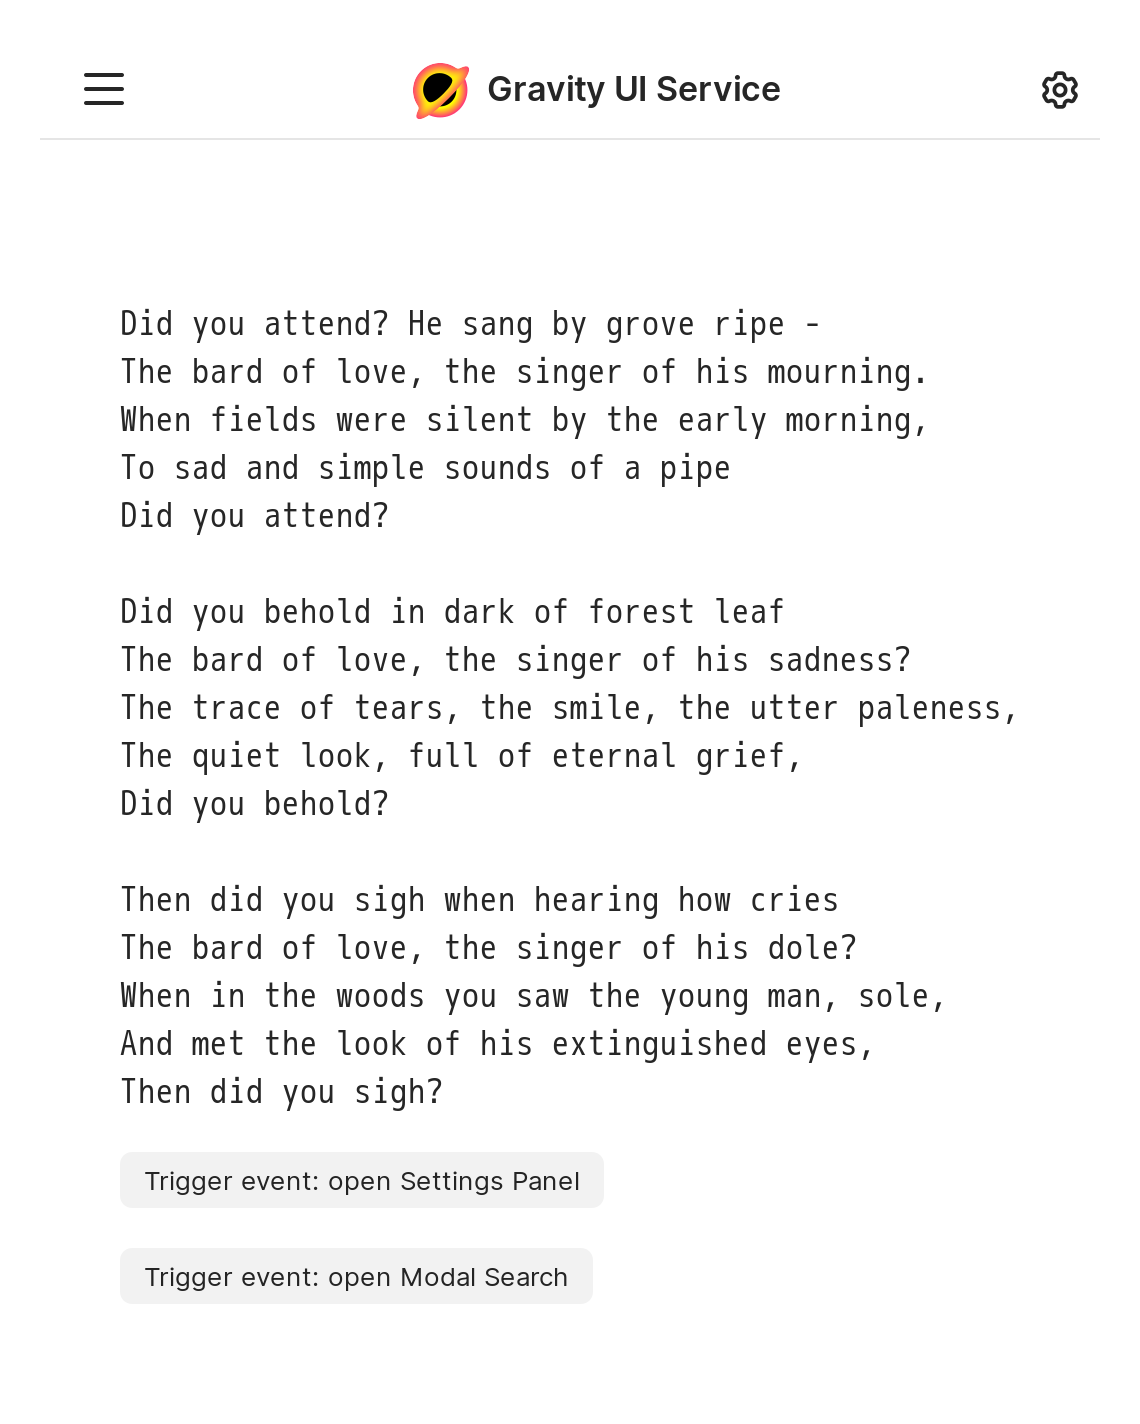 Gravity UI Service
Did you attend? He sang by grove ripe -
The bard of love, the singer of his mourning.
When fields were silent by the early morning,
To sad and simple sounds of a pipe
Did you attend?
Did you behold in dark of forest leaf
The bard of love, the singer of his sadness?
The trace of tears, the smile, the utter paleness,
The quiet look, full of eternal grief,
Did you behold?
Then did you sigh when hearing how cries
The bard of love, the singer of his dole?
When in the woods you saw the young man, sole,
And met the look of his extinguished eyes,
Then did you sigh?
Trigger event: open Settings Panel
Trigger event: open Modal Search